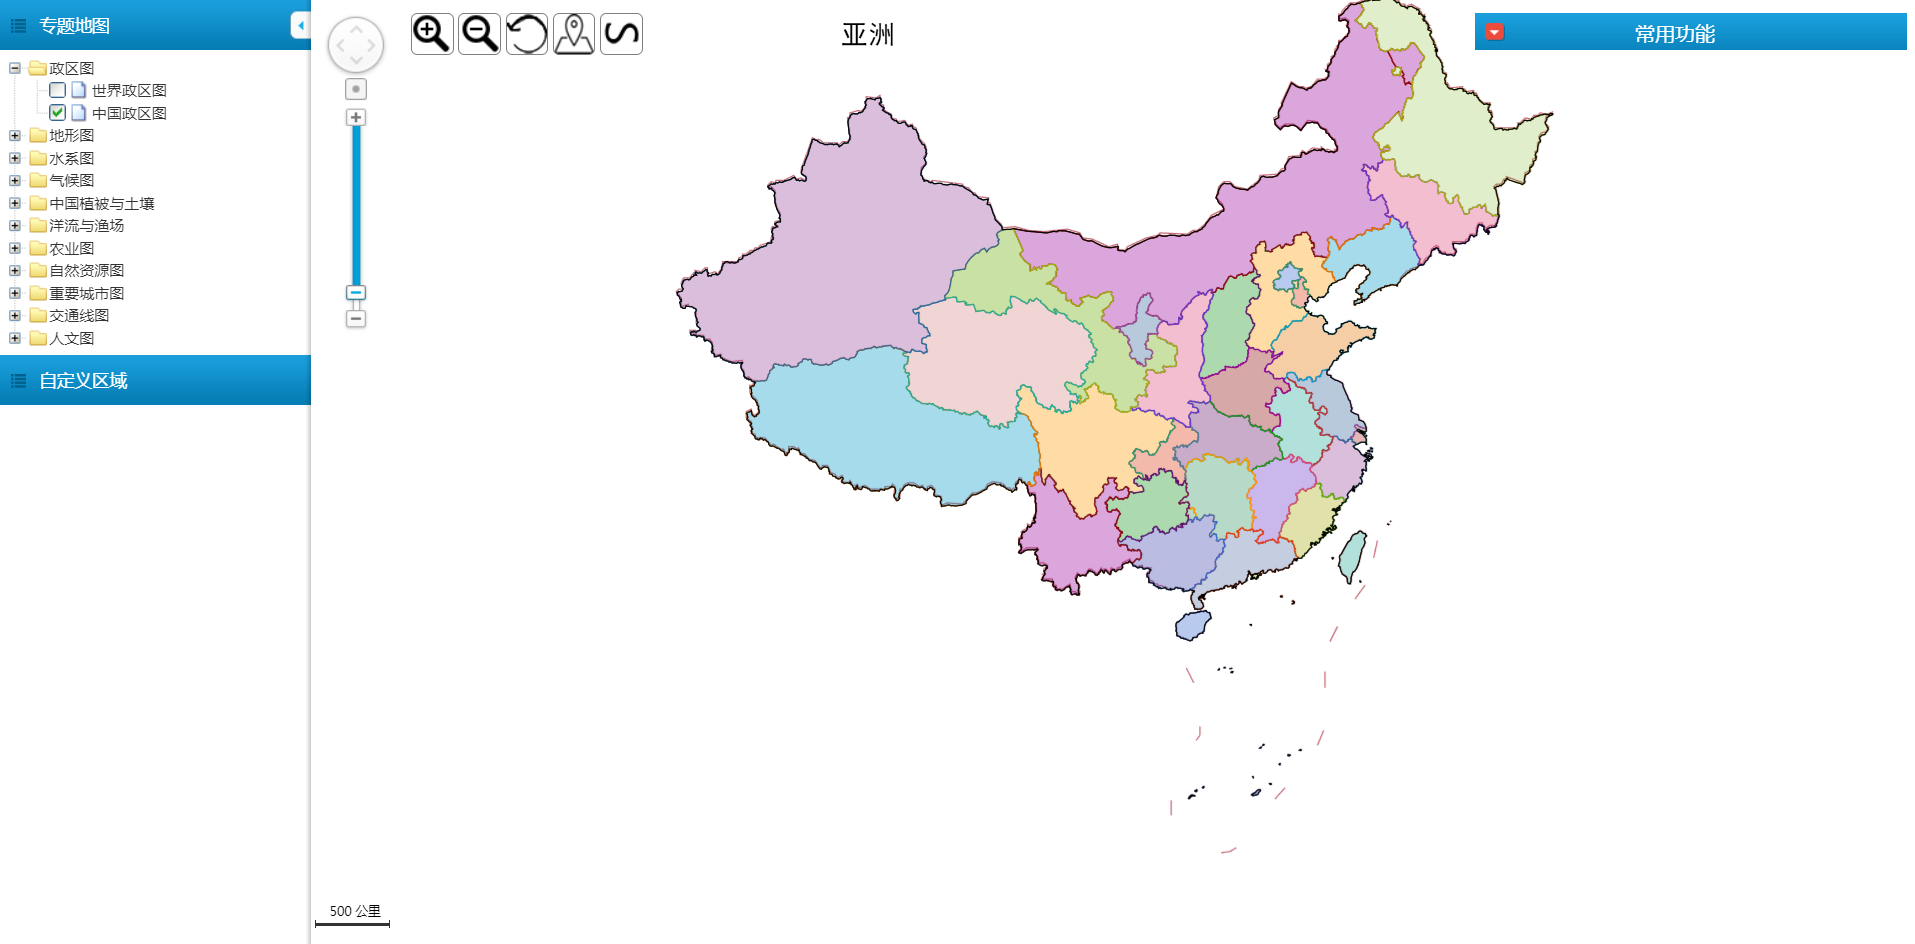 专题地图
政区图
世界政区图
中国政区图
地形图
水系图
气候图
中国植被与土壤
洋流与渔场
农业图
自然资源图
重要城市图
交通线图
人文图
自定义区域
亚洲
常用功能
500 公里